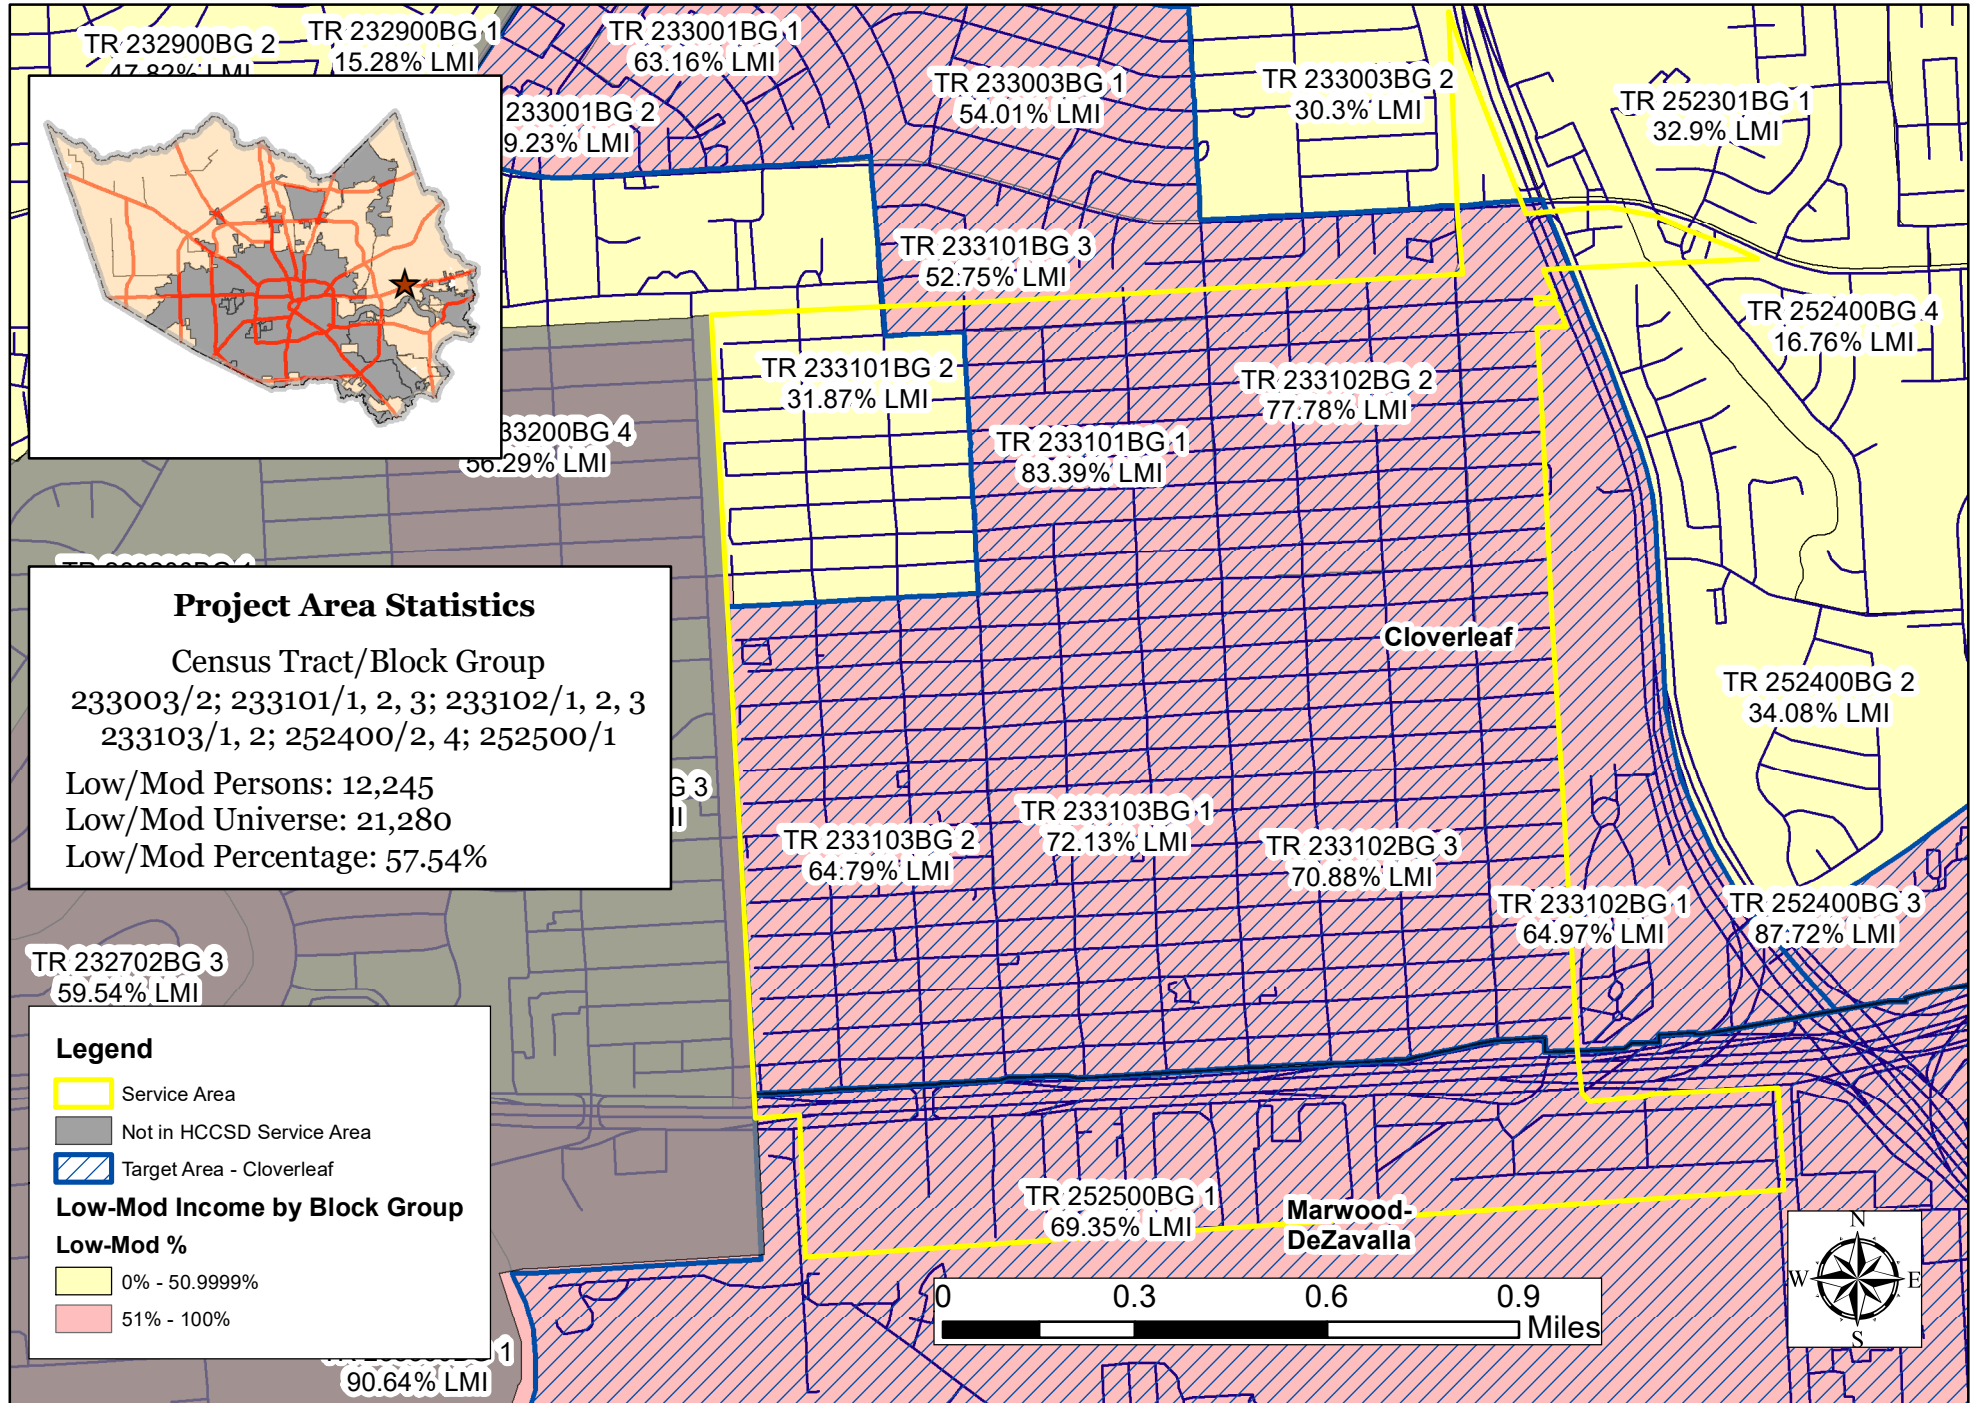 TR 232900BG 2
47.82% LMI
TR 232900BG 1
15.28% LMI
TR 233001BG 1
63.16% LMI
TR 233003BG 1
54.01% LMI
TR 233003BG 2
30.3% LMI
TR 252301BG 1
32.9% LMI
233001BG 2
9.23% LMI
TR 233101BG 3
52.75% LMI
TR 252400BG 4
16.76% LMI
TR 233101BG 2
31.87% LMI
TR 233102BG 2
77.78% LMI
33200BG 4
56.29% LMI
TR 233101BG 1
83.39% LMI
Cloverleaf
TR 252400BG 2
34.08% LMI
Project Area Statistics
Census Tract/Block Group
233003/2; 233101/1, 2, 3; 233102/1, 2, 3
233103/1, 2; 252400/2, 4; 252500/1
Low/Mod Persons: 12,245
Low/Mod Universe: 21,280
Low/Mod Percentage: 57.54%
G 3
TR 233103BG 2
64.79% LMI
TR 233103BG 1
72.13% LMI
TR 233102BG 3
70.88% LMI
TR 233102BG 1
64.97% LMI
TR 252400BG 3
87.72% LMI
TR 232702BG 3
59.54% LMI
TR 252500BG 1
69.35% LMI
Marwood-
DeZavalla
Legend
Service Area
Not in HCCSD Service Area
Target Area - Cloverleaf
Low-Mod Income by Block Group
Low-Mod %
0% - 50.9999%
51% - 100%
1
90.64% LMI
0 0.3 0.6 0.9
Miles
N
W E
S